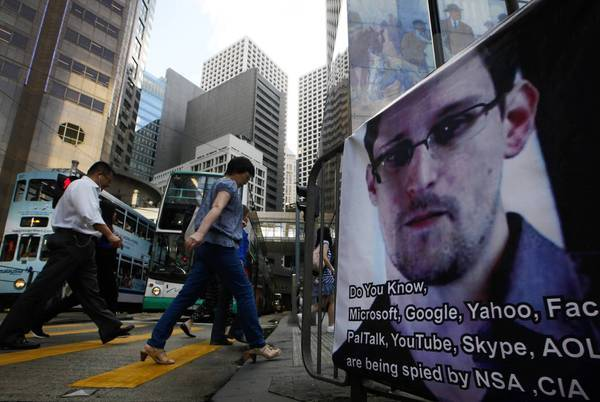 Do You Know,
Microsoft, Google, Yahoo, Fac
PalTalk, YouTube, Skype, AOL
are being spied by NSA ,CIA